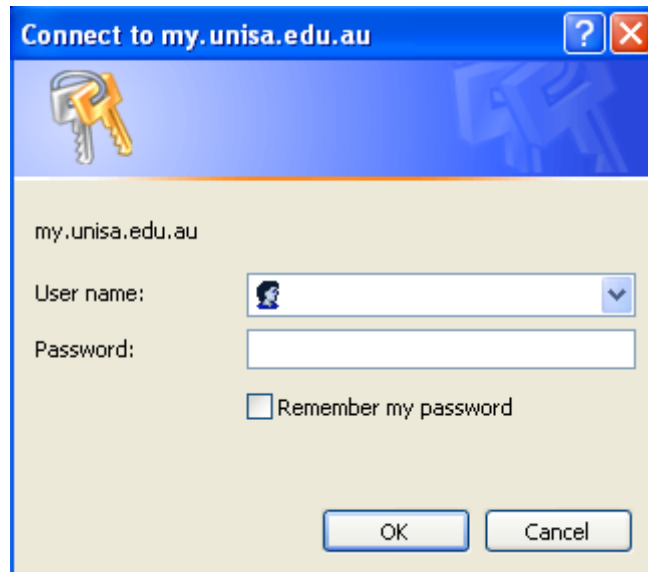 Connect to my.unisa.edu.au
my.unisa.edu.au
User name:
Password:
Remember my password
OK Cancel